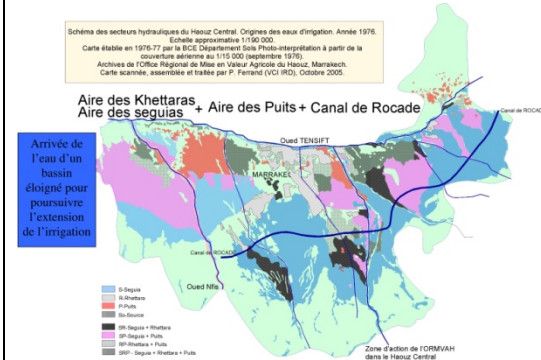 Schéma des secteurs hydrauliques du Haouz Central. Origines des eaux d'irrigation. Année 1976.
Echelle approximative 1/190 000.
Carte établie en 1976-77 par la BCE Département Sols Photo-interprétation à partir de la
couverture aérienne au 1/15 000 (septembre 1976).
Archives de l'Office Régional de Mise en Valeur Agricole du Haouz, Marrakech.
Carte scannée, assemblée et traitée par P. Ferrand (VCI IRD), Octobre 2005.
Aire des Khettaras
Aire des seguias + Aire des Puits + Canal de Rocade
Canal de ROCADE
Oued TENSIFT
Arrivée de
l'eau d'un
bassin
éloigné pour
poursuivre
l'extension
de l'irrigation
MARRAKEC
Canal de ROCADE
Oued Nfis
S-Seguia
R-Rhettara
P-Puits
So-Source
SR-Seguia + Rhettara
SP-Seguia + Puits
RP-Rhettara + Puits
SRP - Seguia + Rhettara + Puits
Zone d'action de l'ORMVAH
dans le Haouz Central